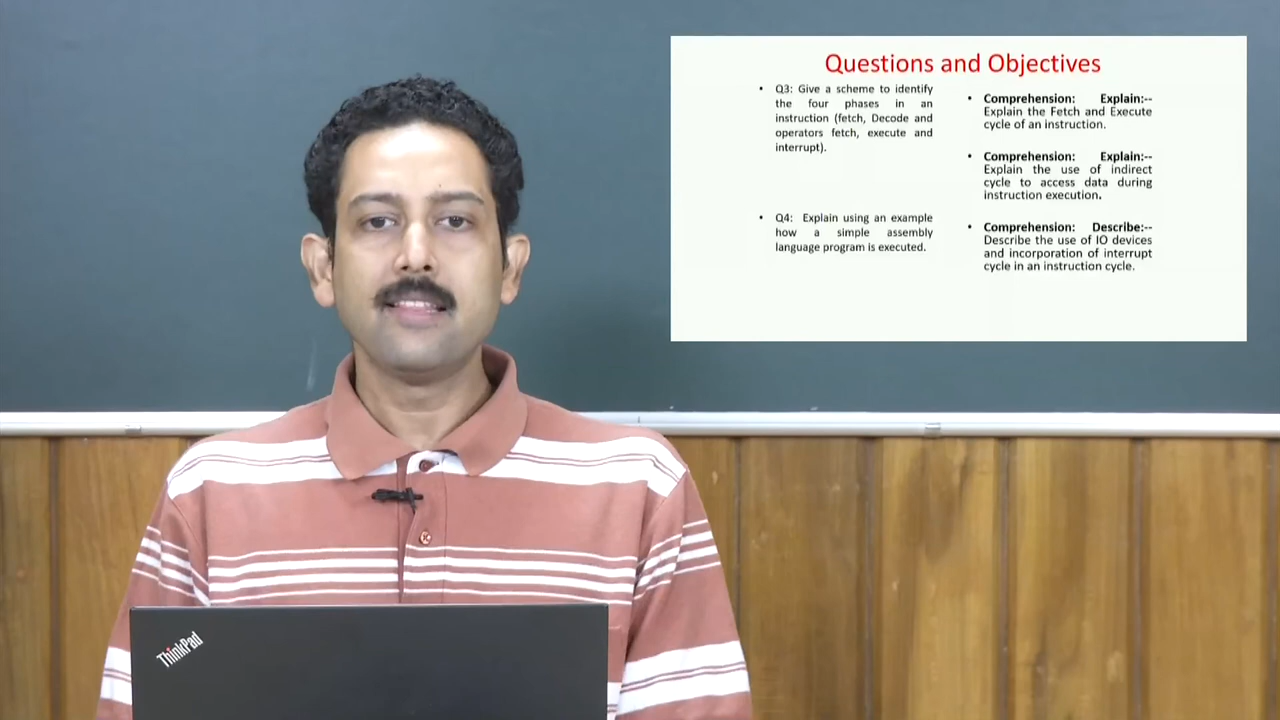 Questions and Objectives
• Q3: Give a scheme to identify
the four phases in an
instruction (fetch, Decode and
operators fetch, execute and
interrupt).
• Q4: Explain using an example
how a simple assembly
language program is executed.
• Comprehension: Explain:--
Explain the Fetch and Execute
cycle of an instruction.
• Comprehension: Explain:--
Explain the use of indirect
cycle to access data during
instruction execution.
• Comprehension: Describe:--
Describe the use of IO devices
and incorporation of interrupt
cycle in an instruction cycle.
ThinkPad